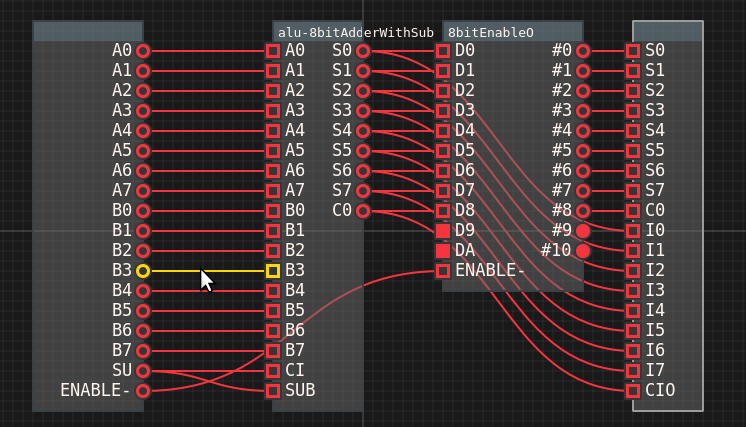 alu-8bitAdderWithSub 8bitEnable0
A0 A0 S0 D0 #0 S0
A1 A1 S1 D1 #1 S1
A2 A2 S2 D2 #2 S2
A3 A3 S3 D3 #3 S3
A4 A4 S4 D4 #4 S4
A5 A5 S5 D5 #5 S5
A6 A6 S6 D6 #6 S6
A7 A7 S7 D7 #7 S7
B0 B0 C0 D8 #8 C0
B1 B1 D9 #9 I0
B2 B2 DA #10 I1
B3 B3 ENABLE- I2
B4 B4 I3
B5 B5 I4
B6 B6 I5
B7 B7 I6
SU CI I7
ENABLE- SUB CIO